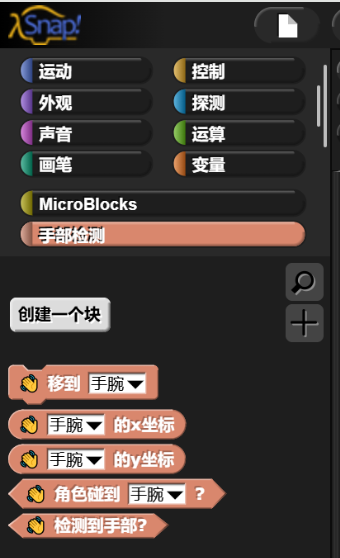 λSnap!
运动 控制
外观 探测
声音 运算
画笔 变量
MicroBlocks
手部检测
创建一个块
移到 手腕
手腕 的x坐标
手腕 的y坐标
角色碰到 手腕 ?
检测到手部?